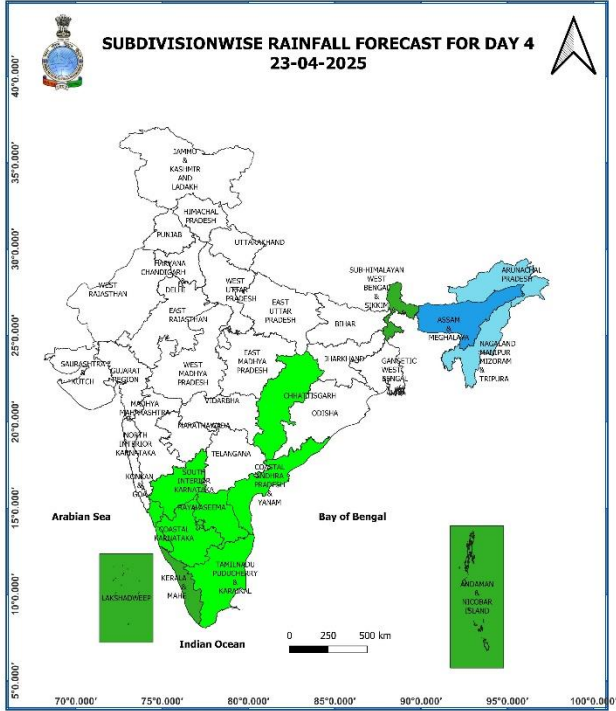 SUBDIVISIONWISE RAINFALL FORECAST FOR DAY 4
23-04-2025
40°0.000'
35°0.000'
30°0.000'
25°0.000'
20°0.000'
15°0.000'
10°0.000'
5°0.000'
JAMMO
&
KASHMIR
AND
LADAKH
HIMACHAL
PRADESH
PUNJAB
UTTARAKHAND
HARYANA
CHANDIGARH
&
DELHI
WEST
RAJASTHAN
WEST
UTTAR
PRADESH
EAST
UTTAR
PRADESH
EAST
RAJASTHAN
SUB-HIMALAYAN
WEST
BENGAL
&
SIKKIM
ARUNACHAL
PRADESH
ASSAM
&
MEGHALAYA
NAGALAND
MANIPUR
MIZORAM
&
TRIPURA
BIHAR
SAURASHTRA
&
KUTCH
GUJARAT
REGION
WEST
MADHYA
PRADESH
EAST
MADHYA
PRADESH
JHARKHAND
GANGETIC
WEST
BENGAL
CHHATTISGARH
ODISHA
VIDARBHA
MADHYA
MAHARASHTRA
MARATHAWADA
NORTH
INTERIOR
KARNATAKA
TELANGANA
KONKAN
&
GOA
SOUTH
INTERIOR
KARNATAKA
COASTAL
ANDHRA
PRADESH
&
YANAM
RAYALASEEMA
COASTAL
KARNATAKA
TAMILNADU
PUDUCHERRY
&
KARAIKAL
KERALA
&
MAHE
LAKSHADWEEP
ANDAMAN
&
NICOBAR
ISLAND
Arabian Sea
Bay of Bengal
Indian Ocean
0 250 500 km
70°0.000' 75°0.000' 80°0.000' 85°0.000' 90°0.000' 95°0.000' 100°0.000'